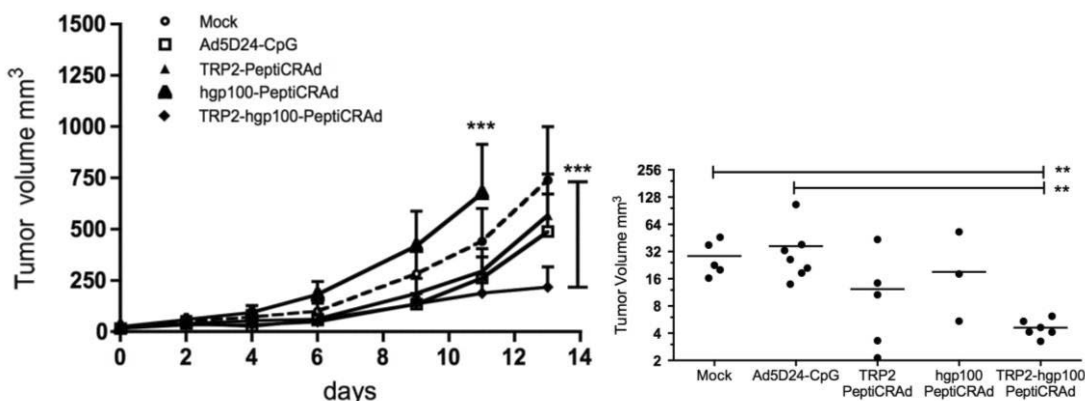 1500
1250
1000
750
500
250
0
Tumor volume mm³
Mock
Ad5D24-CpG
TRP2-PeptiCRAd
hgp100-PeptiCRAd
TRP2-hgp100-PeptiCRAd
***
***
0 2 4 6 8 10 12 14
days
256
128
64
32
16
8
4
2
Tumor Volume mm³
**
**
Mock Ad5D24-CpG TRP2 hgp100 TRP2-hgp100
PeptiCRAd PeptiCRAd PeptiCRAd